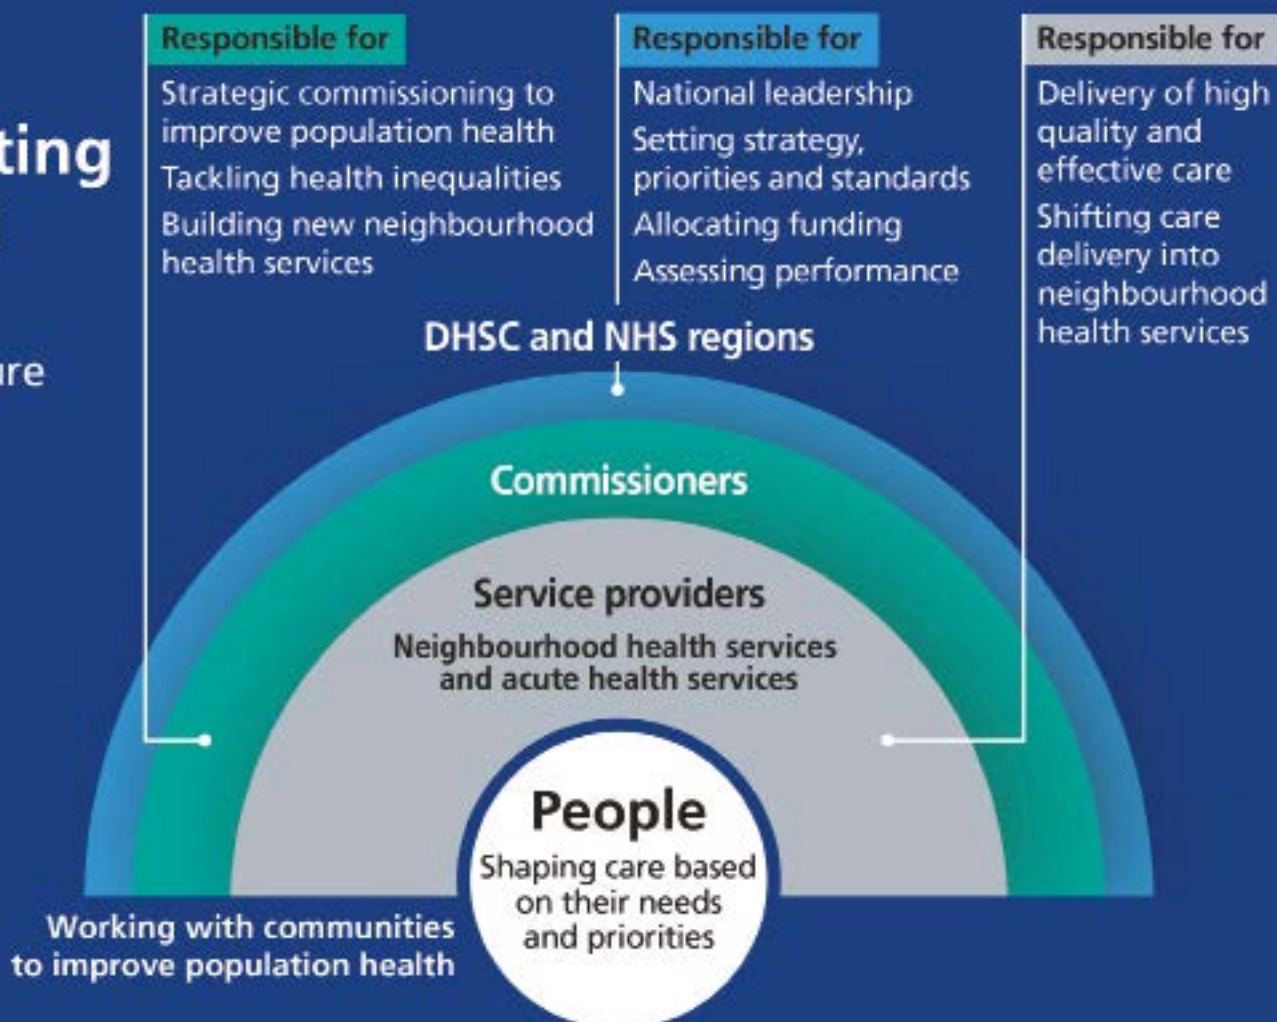 ting
Responsible for
Strategic commissioning to
improve population health
Tackling health inequalities
Building new neighbourhood
health services
Responsible for
National leadership
Setting strategy,
priorities and standards
Allocating funding
Assessing performance
Responsible for
Delivery of high
quality and
effective care
Shifting care
delivery into
neighbourhood
health services
DHSC and NHS regions
Commissioners
Service providers
Neighbourhood health services
and acute health services
People
Shaping care based
on their needs
and priorities
Working with communities
to improve population health